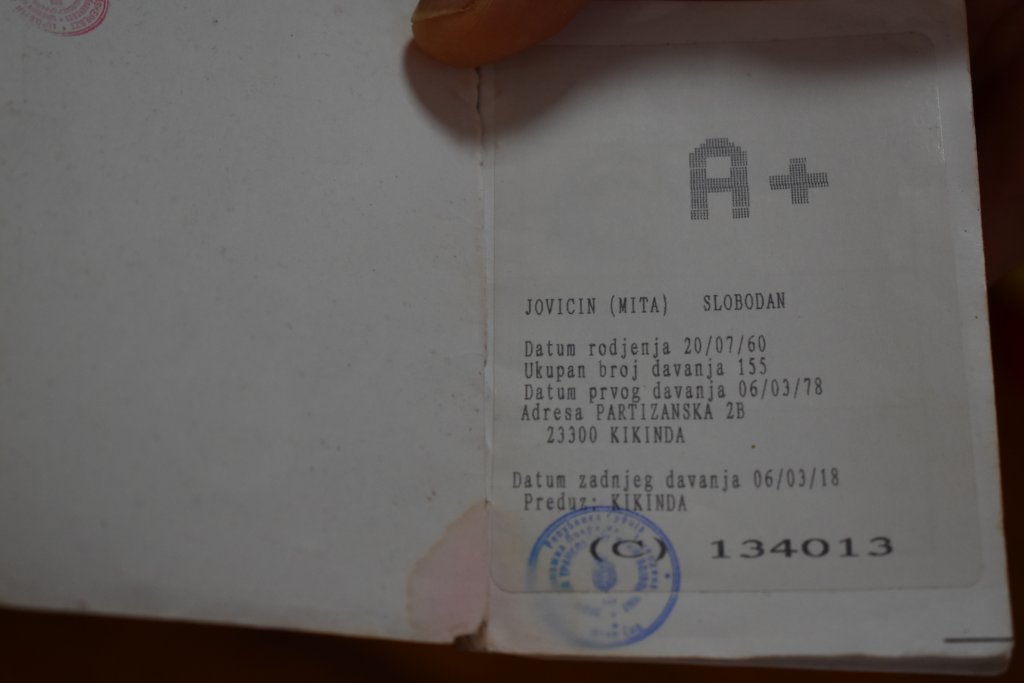 A+
JOVICIN (MITA) SLOBODAN
Datum rodjenja 20/07/60
Ukupan broj davanja 155
Datum prvog davanja 06/03/78
Adresa PARTIZANSKA 2B
23300 KIKINDA
Datum zadnjeg davanja 06/03/18
Preduz: KIKINDA
(C) 134013